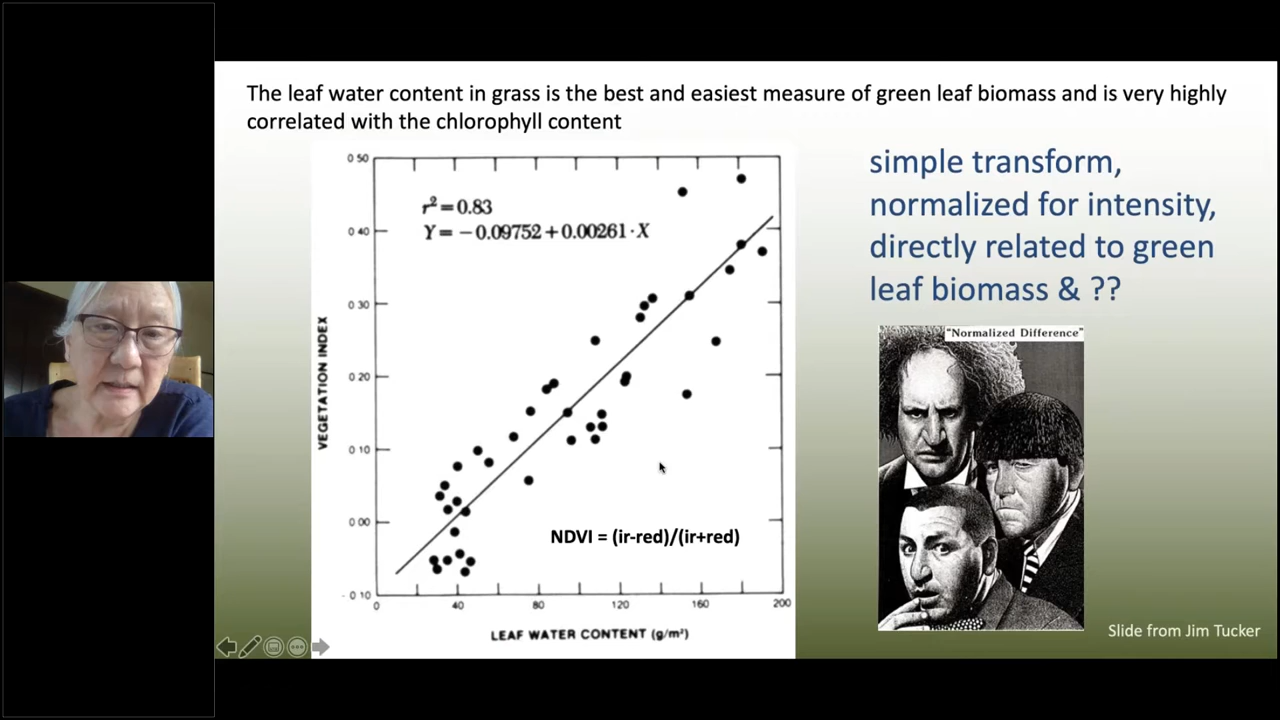 The leaf water content in grass is the best and easiest measure of green leaf biomass and is very highly
correlated with the chlorophyll content
0 50
0 40
0 30
0 20
0 10
0 00
- 0 10
VEGETATION INDEX
r² = 0.83
Y = − 0.09752 + 0.00261 · X
NDVI = (ir-red)/(ir+red)
0 40 80 120 160 200
LEAF WATER CONTENT (g/m²)
simple transform,
normalized for intensity,
directly related to green
leaf biomass & ??
"Normalized Difference"
Slide from Jim Tucker